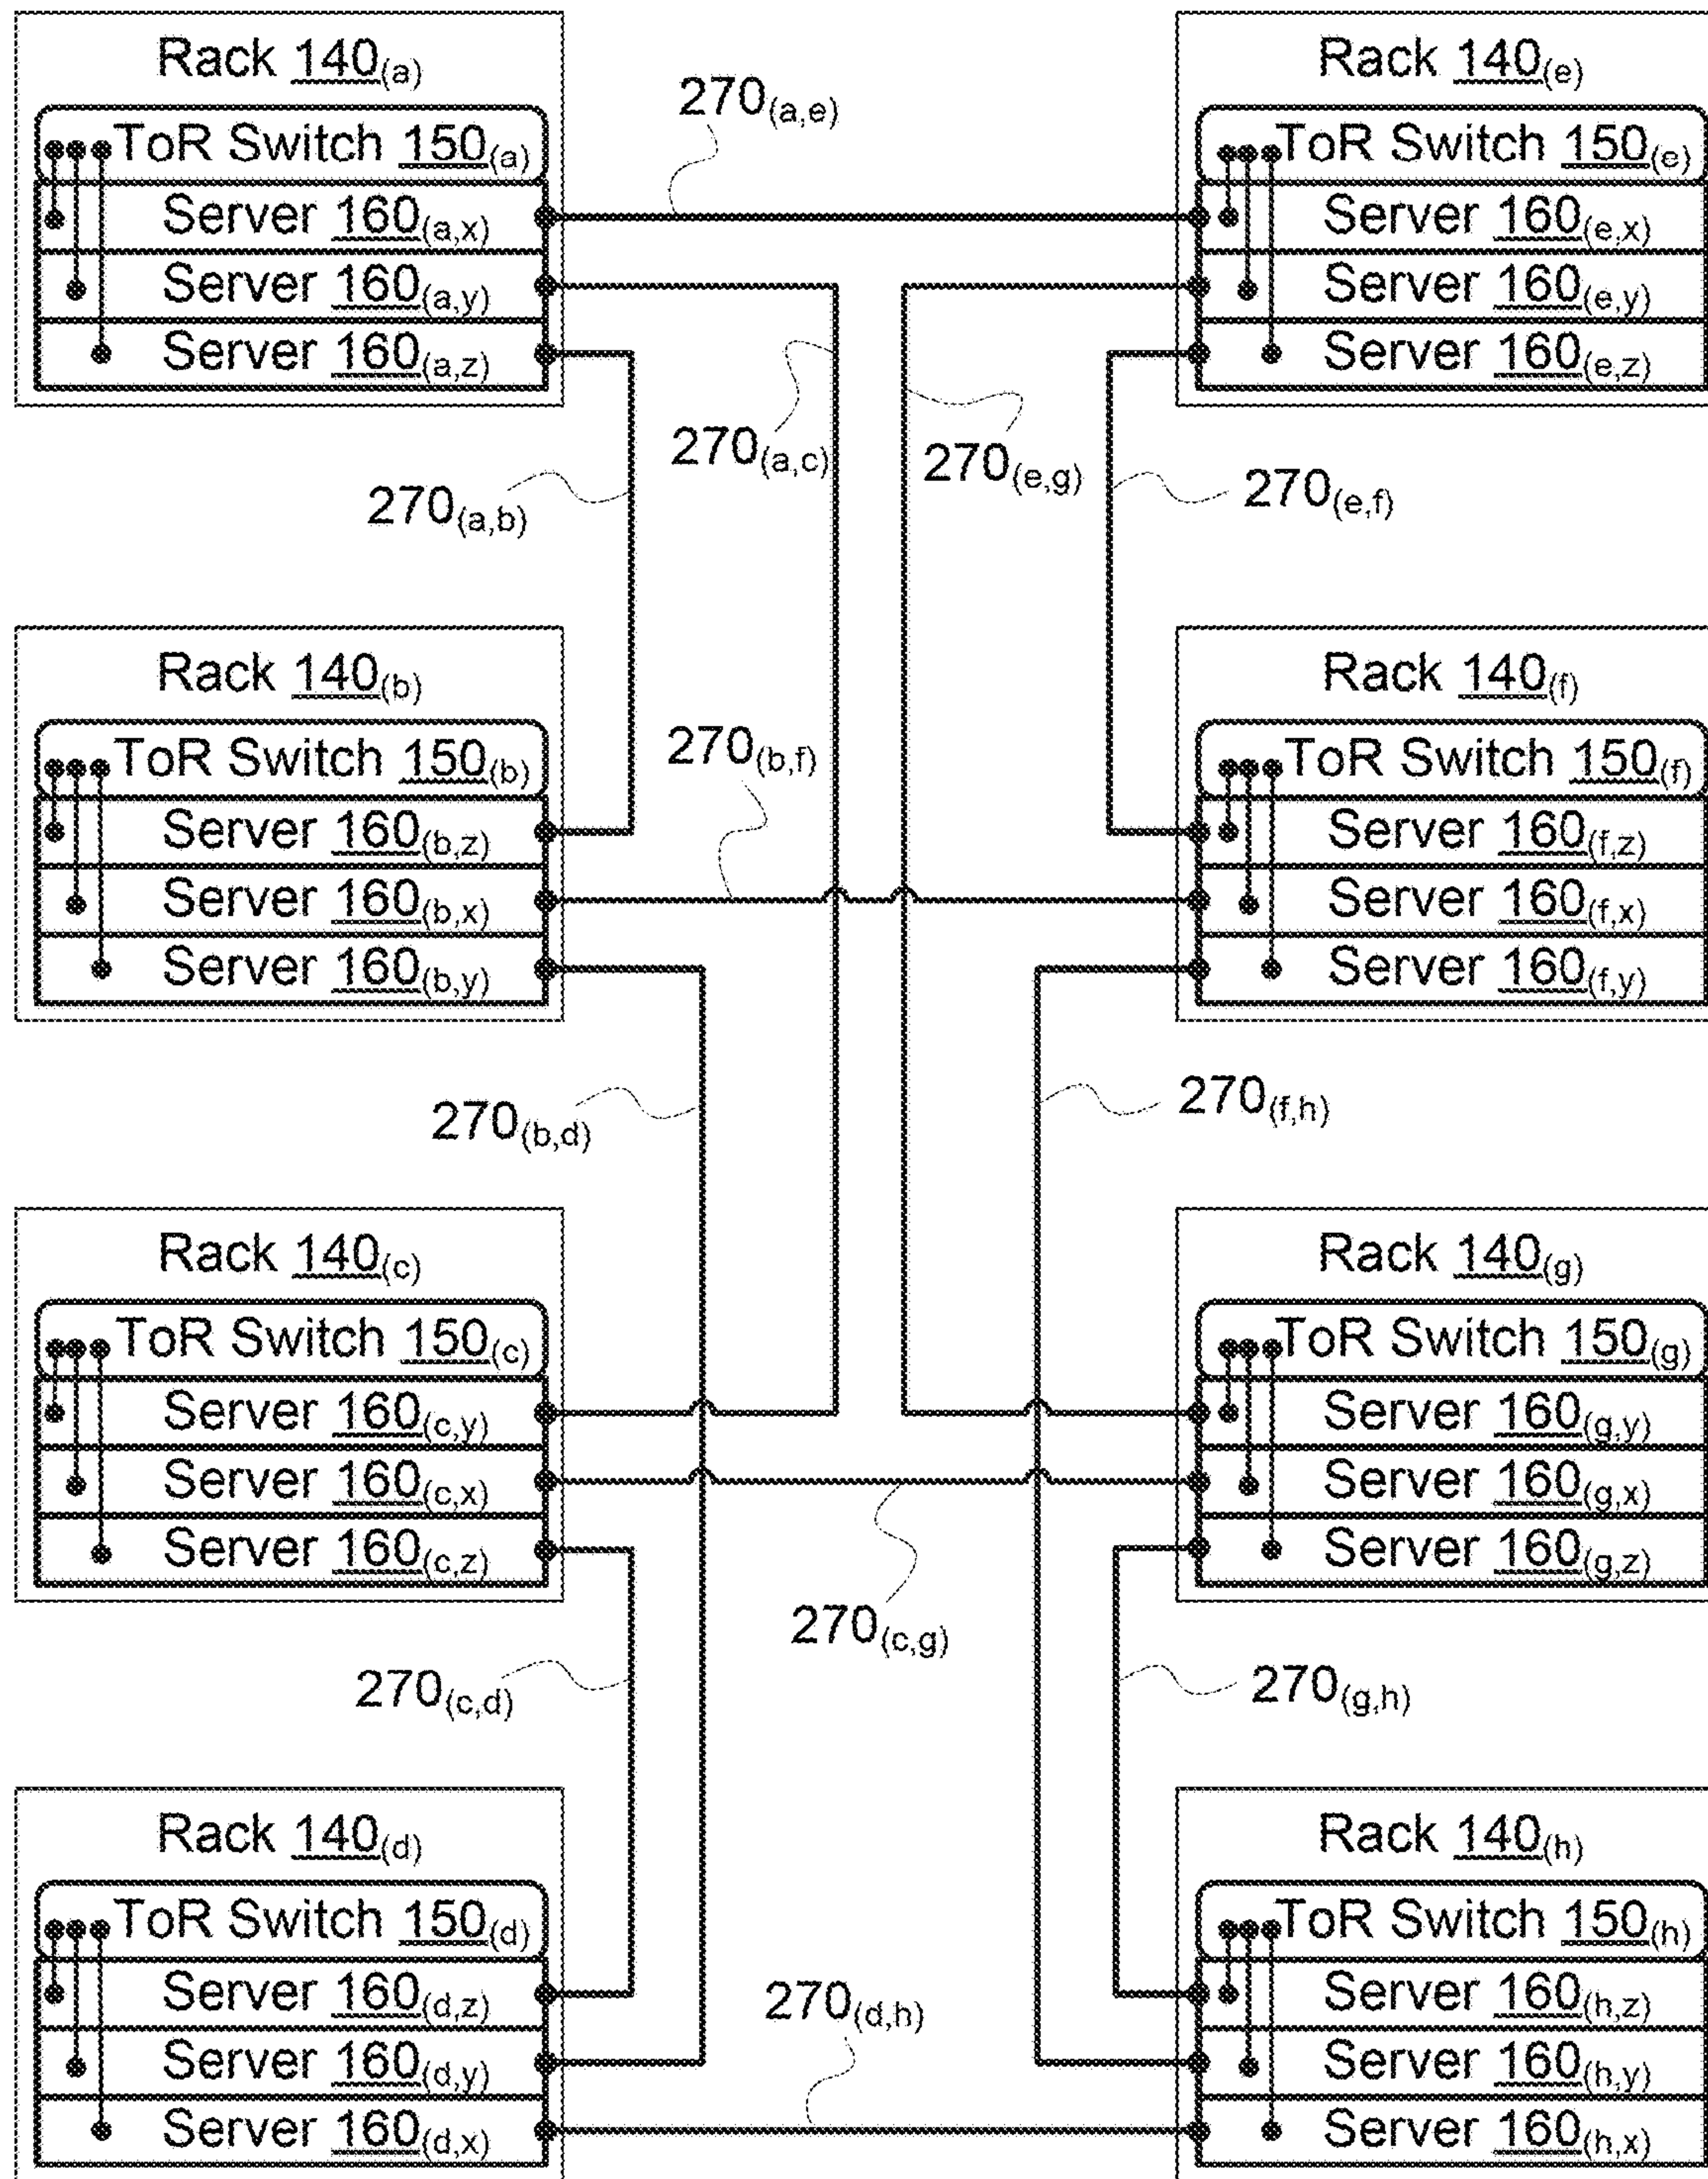 Rack 140(a)
ToR Switch 150(a)
Server 160(a,x)
Server 160(a,y)
Server 160(a,z)
270(a,e)
Rack 140(e)
ToR Switch 150(e)
Server 160(e,x)
Server 160(e,y)
Server 160(e,z)
270(a,b)
270(a,c)
270(e,g)
270(e,f)
Rack 140(b)
ToR Switch 150(b)
Server 160(b,z)
Server 160(b,x)
Server 160(b,y)
270(b,f)
Rack 140(f)
ToR Switch 150(f)
Server 160(f,z)
Server 160(f,x)
Server 160(f,y)
270(b,d)
270(f,h)
Rack 140(c)
ToR Switch 150(c)
Server 160(c,y)
Server 160(c,x)
Server 160(c,z)
Rack 140(g)
ToR Switch 150(g)
Server 160(g,y)
Server 160(g,x)
Server 160(g,z)
270(c,g)
270(c,d)
270(g,h)
Rack 140(d)
ToR Switch 150(d)
Server 160(d,z)
Server 160(d,y)
Server 160(d,x)
270(d,h)
Rack 140(h)
ToR Switch 150(h)
Server 160(h,z)
Server 160(h,y)
Server 160(h,x)